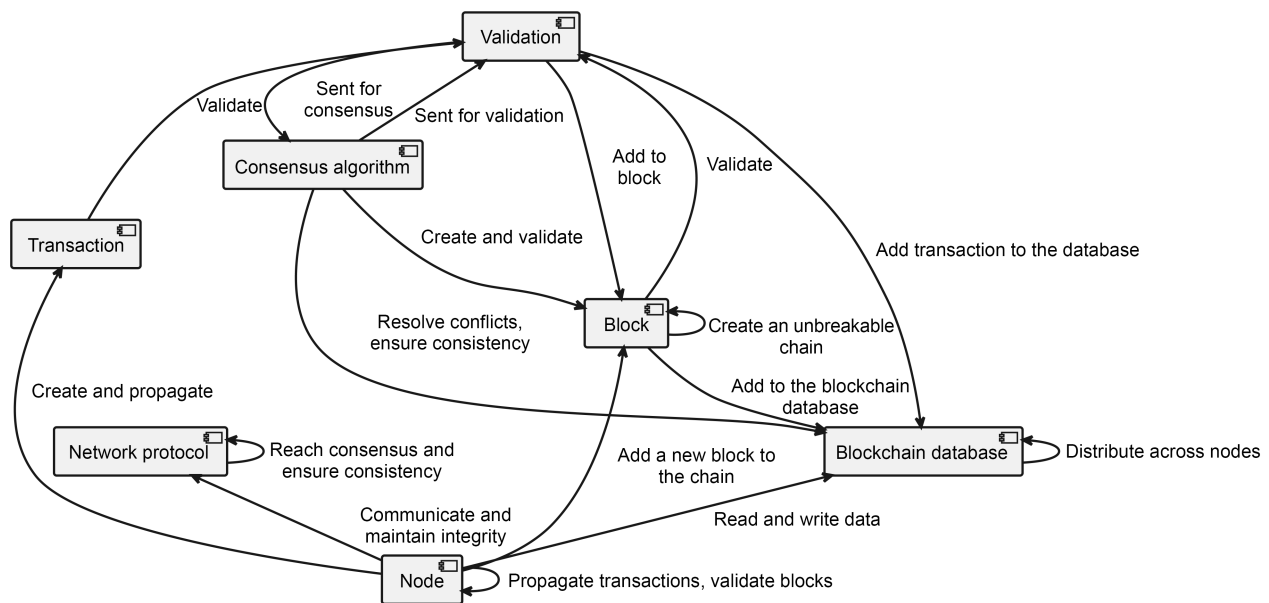 Validation
Validate
Sent for
consensus
Sent for validation
Consensus algorithm
Add to
block
Validate
Transaction
Create and validate
Add transaction to the database
Block
Resolve conflicts,
ensure consistency
Create an unbreakable
chain
Create and propagate
Add to the blockchain
database
Network protocol
Reach consensus and
ensure consistency
Add a new block to
the chain
Blockchain database
Distribute across nodes
Communicate and
maintain integrity
Read and write data
Node
Propagate transactions, validate blocks